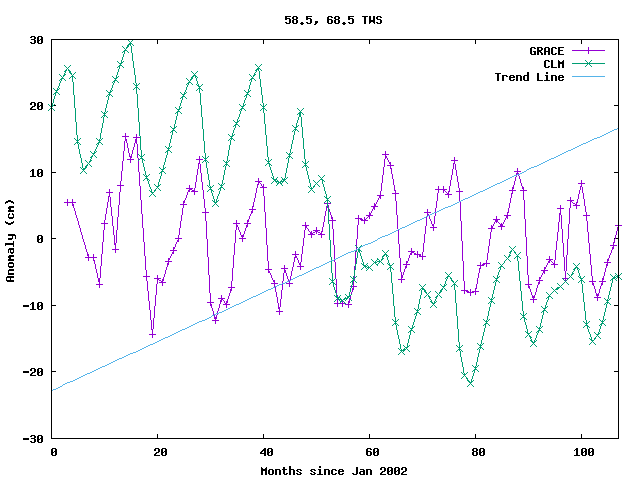 58.5, 68.5 TWS
GRACE
CLM
Trend Line
30
20
10
0
-10
-20
-30
Anomaly (cm)
0 20 40 60 80 100
Months since Jan 2002